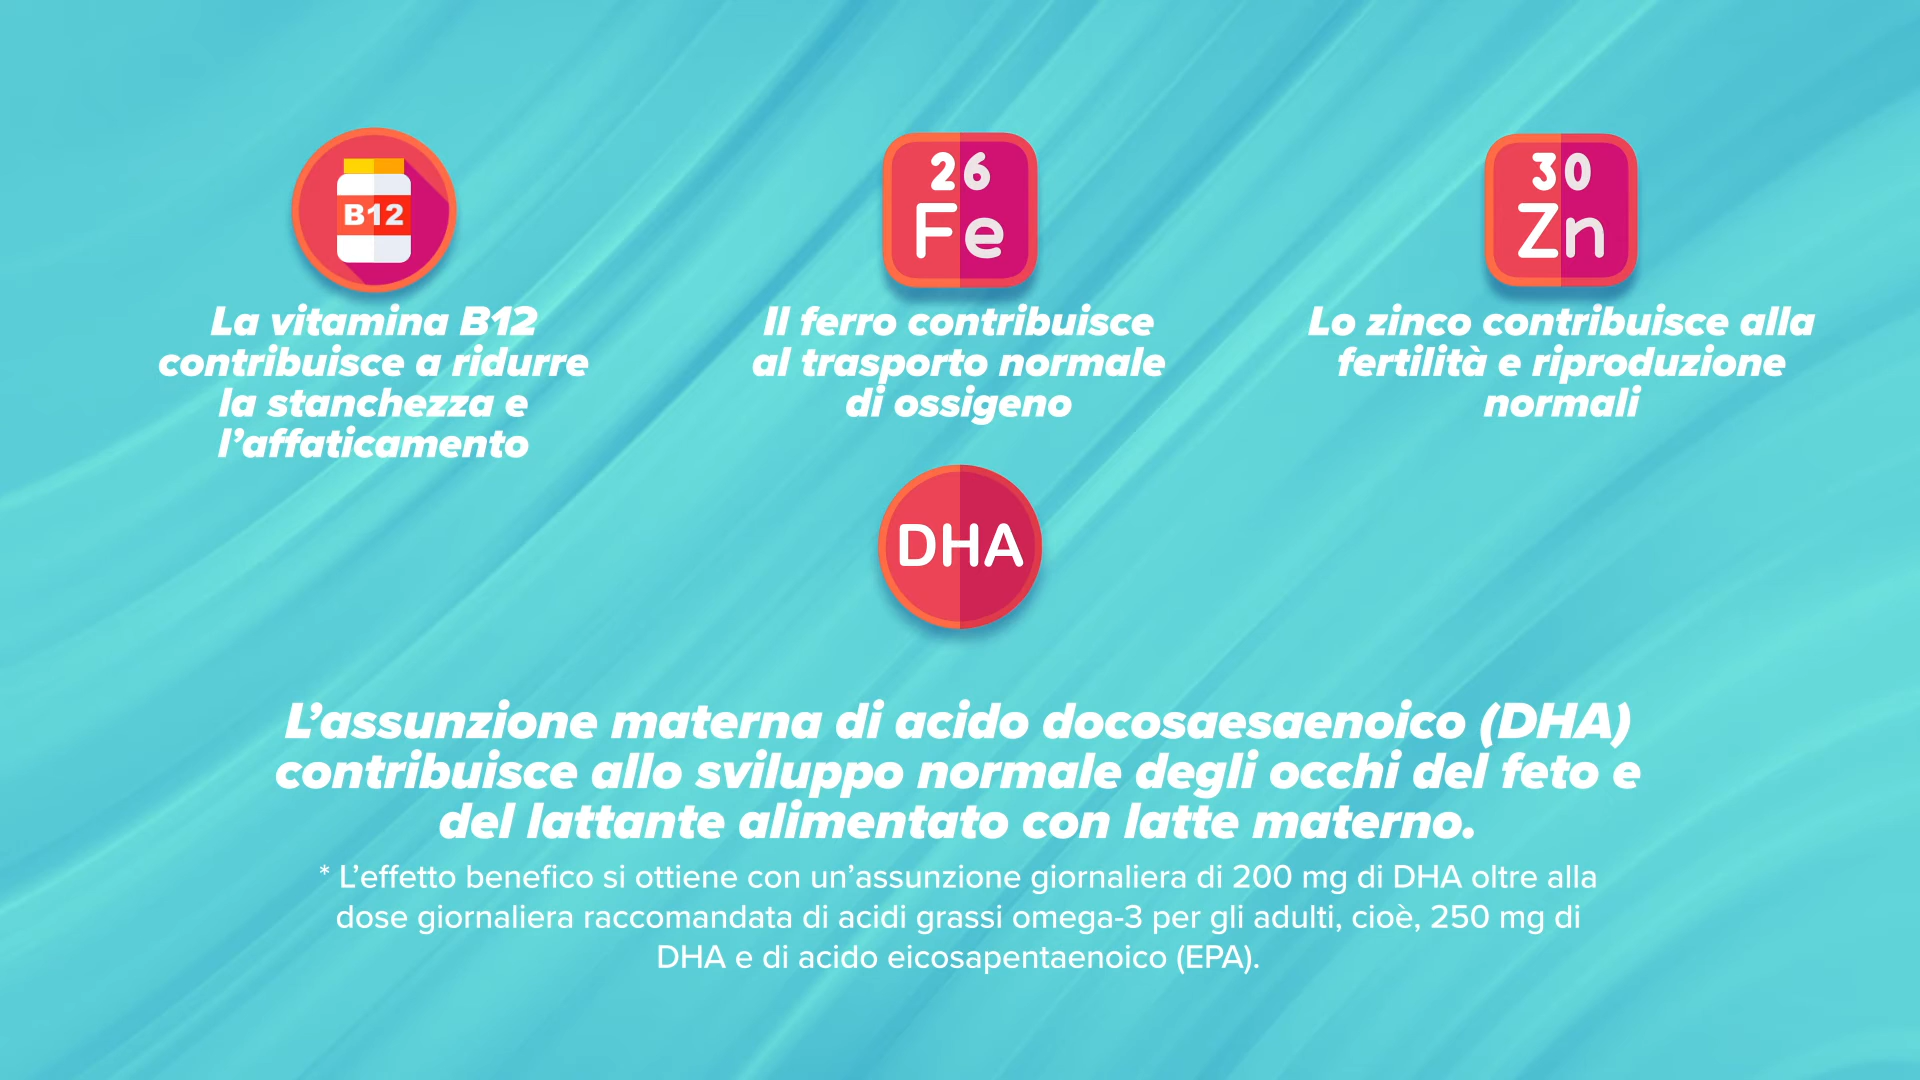 B12
La vitamina B12
contribuisce a ridurre
la stanchezza e
l’affaticamento
26
Fe
Il ferro contribuisce
al trasporto normale
di ossigeno
30
Zn
Lo zinco contribuisce alla
fertilità e riproduzione
normali
DHA
L’assunzione materna di acido docosaesaenoico (DHA)
contribuisce allo sviluppo normale degli occhi del feto e
del lattante alimentato con latte materno.
* L’effetto benefico si ottiene con un’assunzione giornaliera di 200 mg di DHA oltre alla
dose giornaliera raccomandata di acidi grassi omega-3 per gli adulti, cioè, 250 mg di
DHA e di acido eicosapentaenoico (EPA).